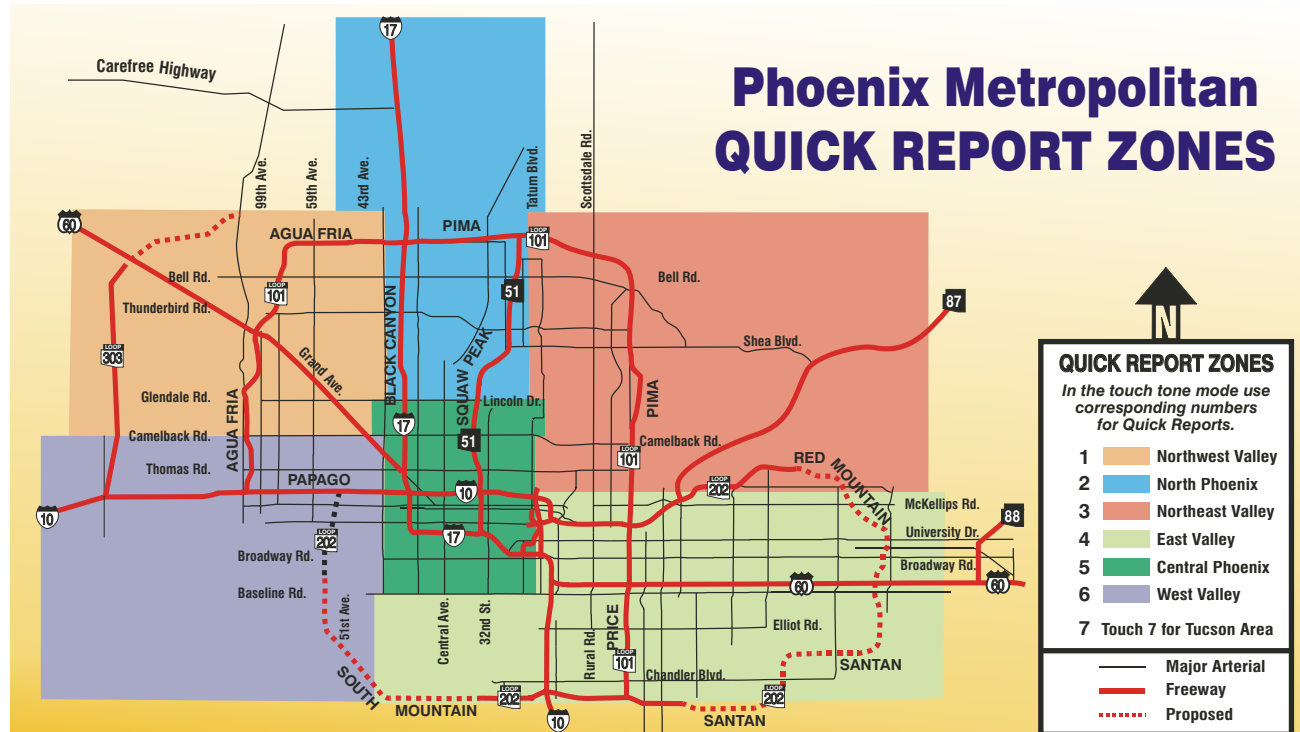 Phoenix Metropolitan
QUICK REPORT ZONES
17
Carefree Highway
99th Ave.
59th Ave.
43rd Ave.
Tatum Blvd.
Scottsdale Rd.
60
AGUA FRIA
PIMA
LOOP 101
Bell Rd.
Bell Rd.
LOOP 101
51
87
Thunderbird Rd.
BLACK CANYON
SQUAW PEAK
Shea Blvd.
LOOP 303
Grand Ave.
PIMA
Glendale Rd.
AGUA FRIA
Lincoln Dr.
17
51
Camelback Rd.
Camelback Rd.
LOOP 101
Thomas Rd.
PAPAGO
10
LOOP 202
RED MOUNTAIN
McKellips Rd.
10
88
LOOP 202
17
University Dr.
Broadway Rd.
Broadway Rd.
60
60
Baseline Rd.
51st Ave.
Central Ave.
32nd St.
Rural Rd.
PRICE
Elliot Rd.
LOOP 101
Chandler Blvd.
SANTAN
SOUTH
MOUNTAIN
LOOP 202
LOOP 202
SANTAN
10
N
QUICK REPORT ZONES
In the touch tone mode use
corresponding numbers
for Quick Reports.
1 Northwest Valley
2 North Phoenix
3 Northeast Valley
4 East Valley
5 Central Phoenix
6 West Valley
7 Touch 7 for Tucson Area
Major Arterial
Freeway
Proposed